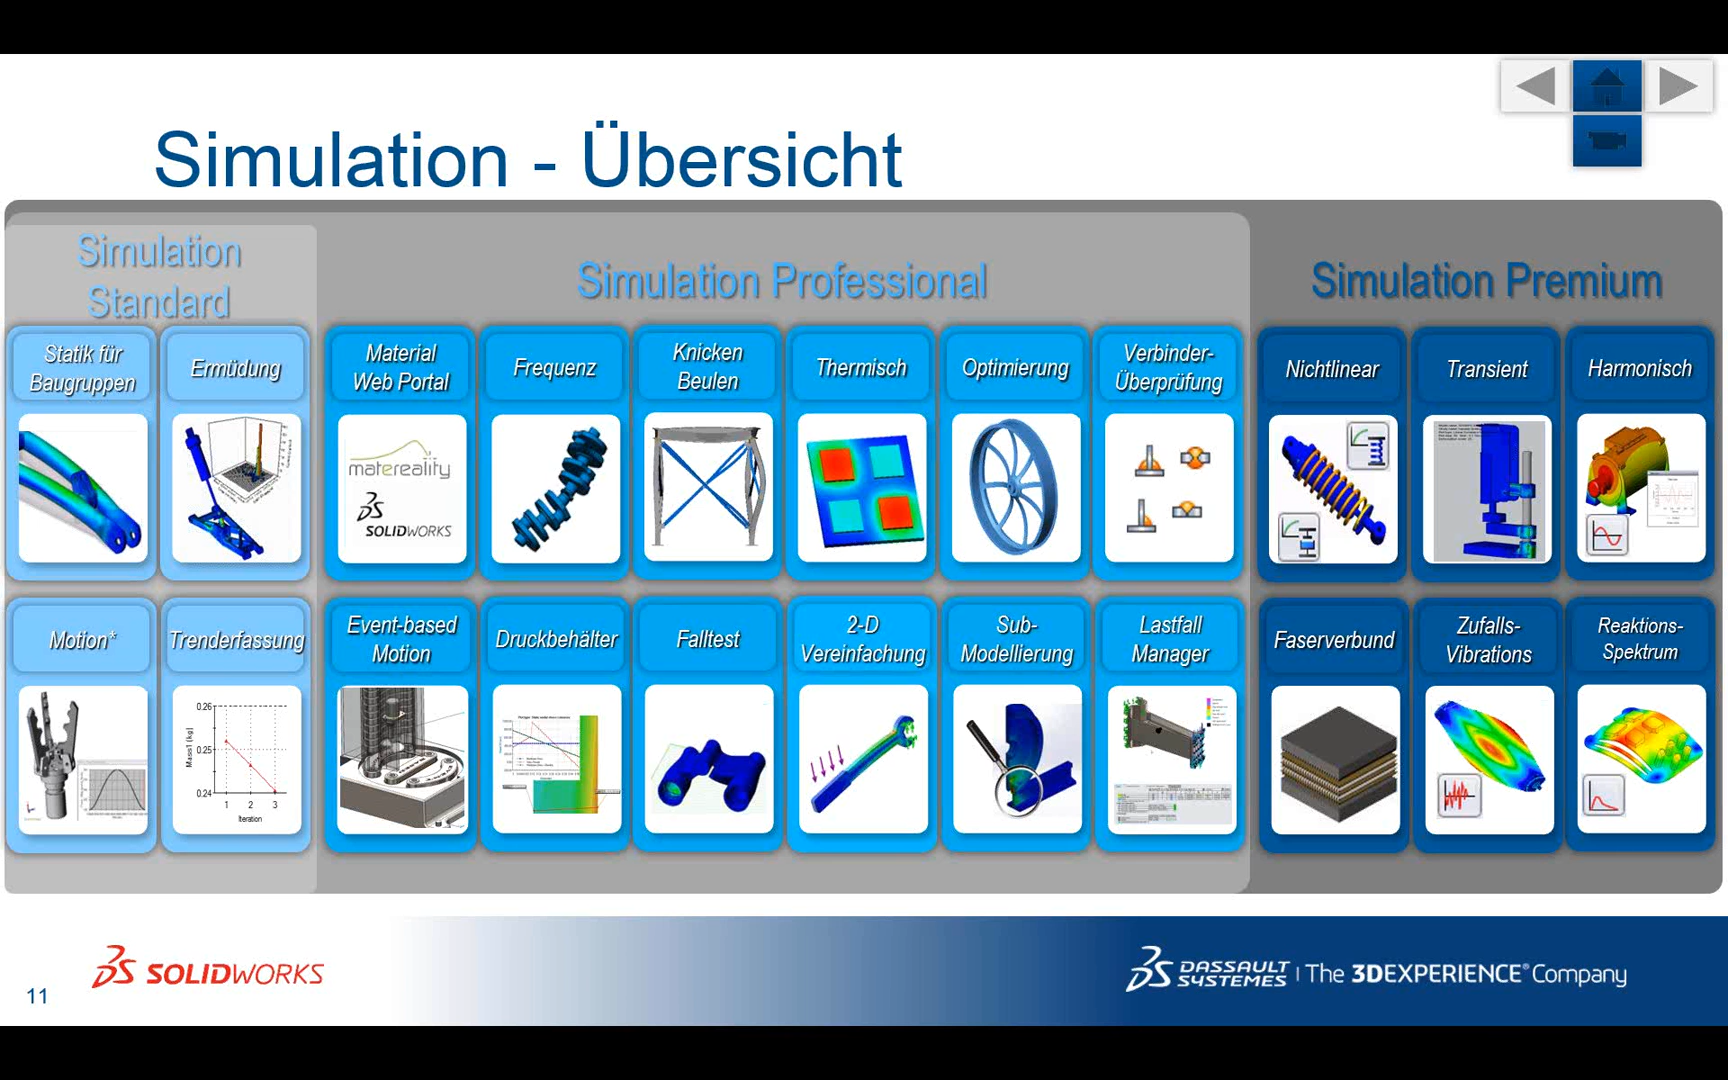 Simulation - Übersicht
Simulation
Standard
Simulation Professional
Simulation Premium
Statik für
Baugruppen
Ermüdung
Material
Web Portal
Frequenz
Knicken
Beulen
Thermisch
Optimierung
Verbinder-
Überprüfung
Nichtlinear
Transient
Harmonisch
matereality
SOLIDWORKS
Motion*
Trenderfassung
Event-based
Motion
Druckbehälter
Falltest
2-D
Vereinfachung
Sub-
Modellierung
Lastfall
Manager
Faserverbund
Zufalls-
Vibrations
Reaktions-
Spektrum
Mass1 (kg)
0.26
0.25
0.24
1 2 3
Iteration
SOLIDWORKS
DASSAULT
SYSTEMES
The 3DEXPERIENCE® Company
11